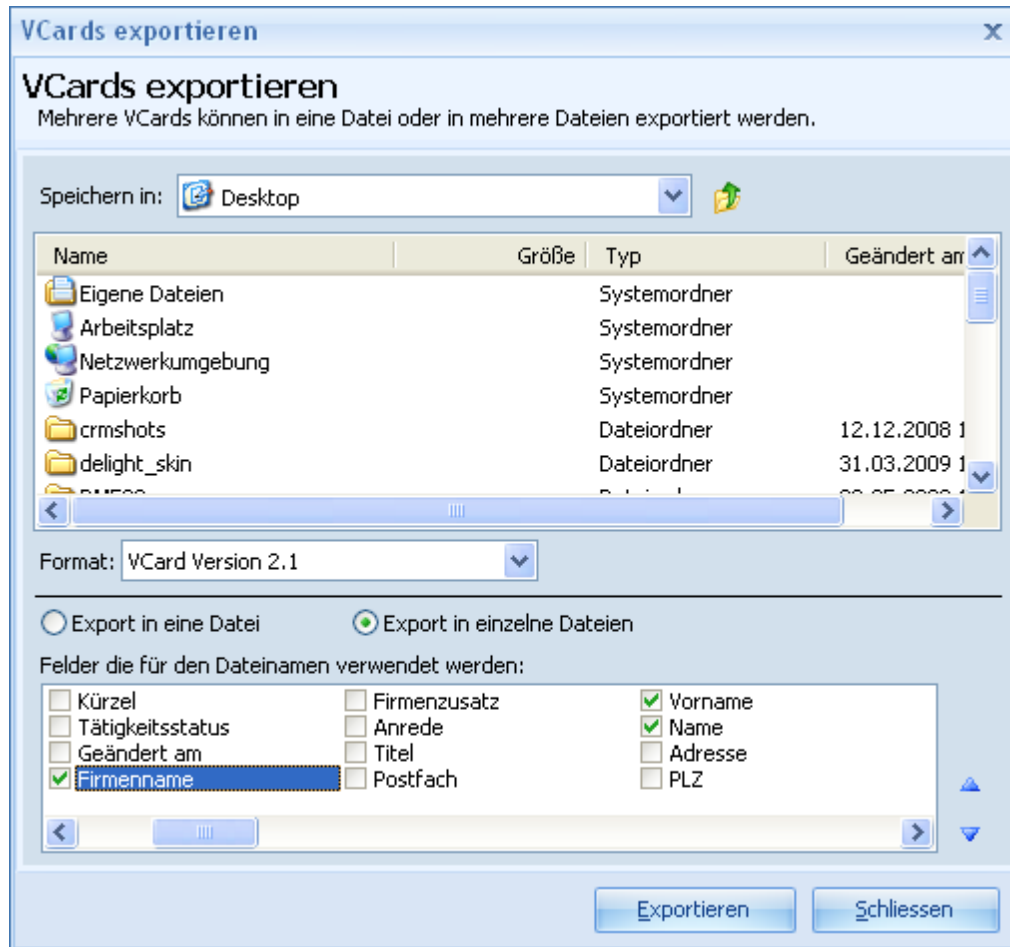 VCards exportieren
VCards exportieren
Mehrere VCards können in eine Datei oder in mehrere Dateien exportiert werden.
Speichern in: Desktop
Name Größe Typ Geändert am
Eigene Dateien Systemordner
Arbeitsplatz Systemordner
Netzwerkumgebung Systemordner
Papierkorb Systemordner
crmshots Dateiordner 12.12.2008 1
delight_skin Dateiordner 31.03.2009 1
Format: VCard Version 2.1
Export in eine Datei Export in einzelne Dateien
Felder die für den Dateinamen verwendet werden:
Kürzel Firmenzusatz Vorname
Tätigkeitsstatus Anrede Name
Geändert am Titel Adresse
Firmenname Postfach PLZ
Exportieren Schliessen